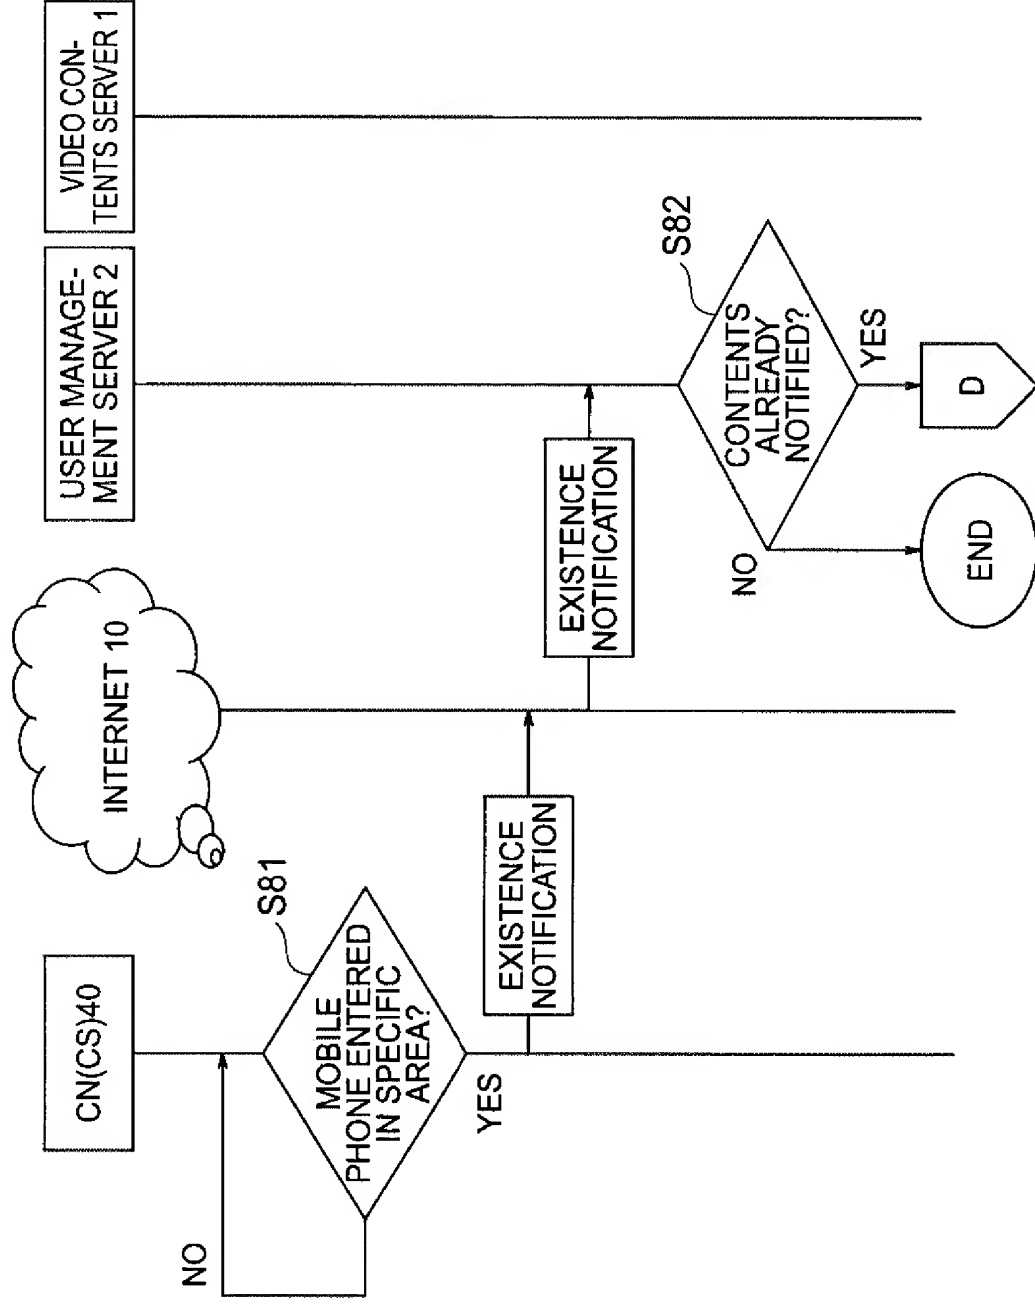 CN(CS)40
INTERNET 10
USER MANAGE-
MENT SERVER 2
VIDEO CON-
TENTS SERVER 1
NO
S81
MOBILE
PHONE ENTERED
IN SPECIFIC
AREA?
YES
EXISTENCE
NOTIFICATION
EXISTENCE
NOTIFICATION
S82
CONTENTS
ALREADY
NOTIFIED?
NO
YES
END
D